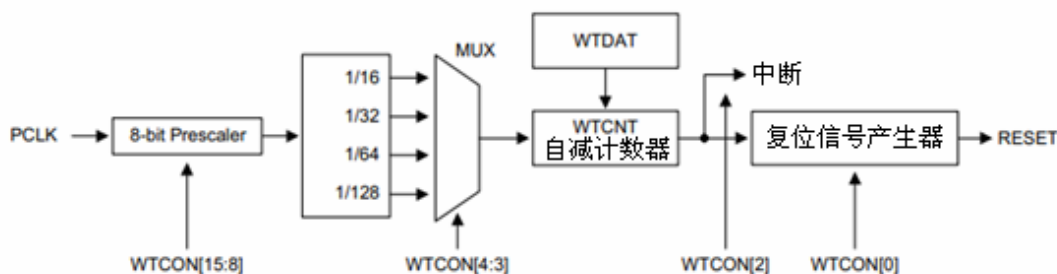 MUX
WTDAT
1/16
中断
PCLK
8-bit Prescaler
1/32
WTCNT
自减计数器
复位信号产生器
RESET
1/64
1/128
WTCON[15:8]
WTCON[4:3]
WTCON[2]
WTCON[0]